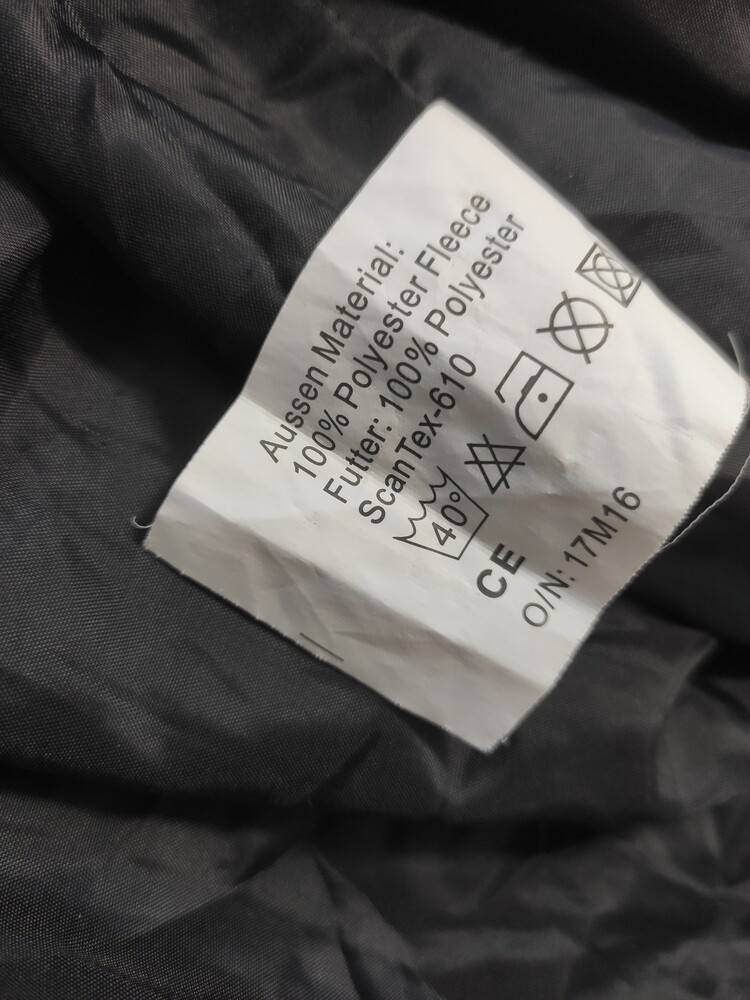 Aussen Material:
100% Polyester Fleece
Futter: 100% Polyester
ScanTex-610
40°
CE
O/N: 17M16